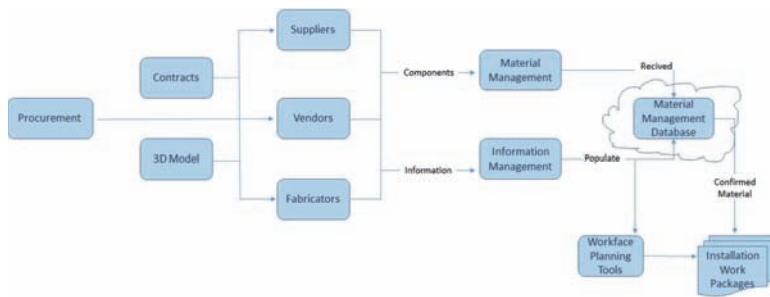 Suppliers
Contracts
Components
Material
Management
Recived
Procurement
Vendors
Material
Management
Database
3D Model
Information
Information
Management
Populate
Fabricators
Confirmed
Material
Workface
Planning
Tools
Installation
Work
Packages